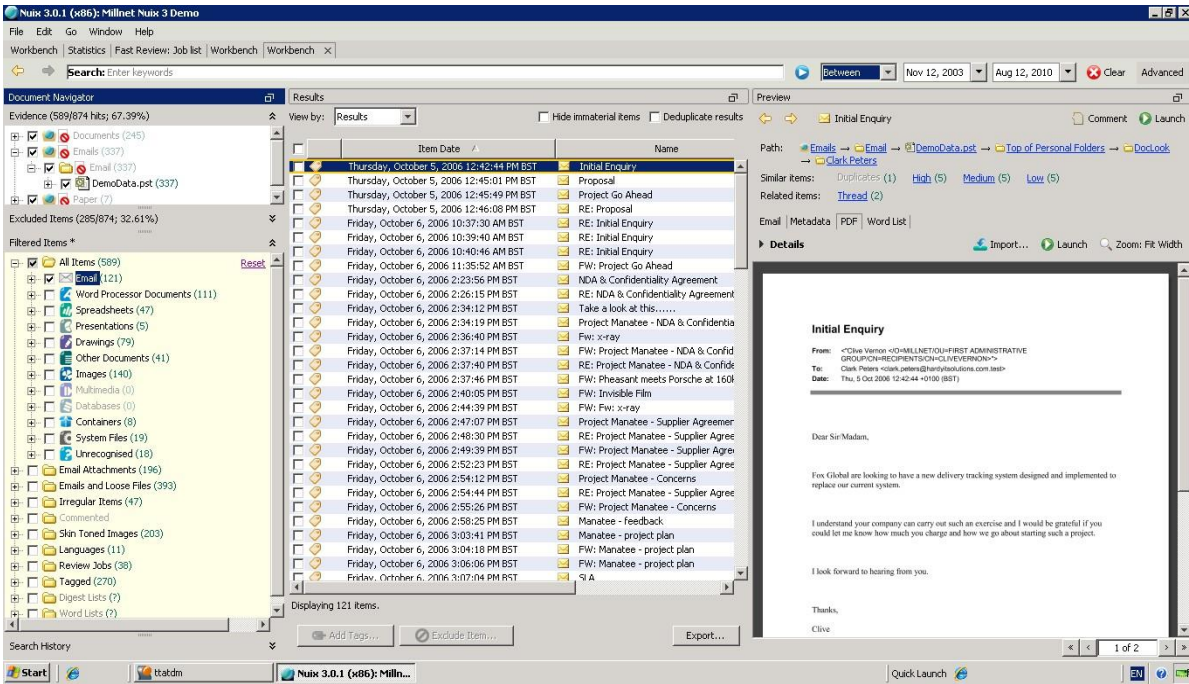 Nuix 3.0.1 (x86): Millnet Nuix 3 Demo
File Edit Go Window Help
Workbench Statistics Fast Review: Job list Workbench Workbench ×
Search: Enter keywords Between Nov 12, 2003 Aug 12, 2010 Clear Advanced
Document Navigator
Evidence (589/874 hits; 67.39%)
Documents (245)
Emails (337)
Email (337)
DemoData.pst (337)
Paper (7)
Excluded Items (285/874; 32.61%)
Filtered Items *
All Items (589) Reset
Email (121)
Word Processor Documents (111)
Spreadsheets (47)
Presentations (5)
Drawings (79)
Other Documents (41)
Images (140)
Multimedia (0)
Databases (0)
Containers (8)
System Files (19)
Unrecognised (18)
Email Attachments (196)
Emails and Loose Files (393)
Irregular Items (47)
Commented
Skin Toned Images (203)
Languages (11)
Review Jobs (38)
Tagged (270)
Digest Lists (?)
Word Lists (?)
Search History
Results
View by: Results Hide immaterial items Deduplicate results
Item Date Name
Thursday, October 5, 2006 12:42:44 PM BST Initial Enquiry
Thursday, October 5, 2006 12:45:01 PM BST Proposal
Thursday, October 5, 2006 12:45:49 PM BST Project Go Ahead
Thursday, October 5, 2006 12:46:08 PM BST RE: Proposal
Friday, October 6, 2006 10:37:30 AM BST RE: Initial Enquiry
Friday, October 6, 2006 10:39:40 AM BST RE: Initial Enquiry
Friday, October 6, 2006 10:40:46 AM BST RE: Initial Enquiry
Friday, October 6, 2006 11:35:52 AM BST FW: Project Go Ahead
Friday, October 6, 2006 2:23:56 PM BST NDA & Confidentiality Agreement
Friday, October 6, 2006 2:26:15 PM BST RE: NDA & Confidentiality Agreement
Friday, October 6, 2006 2:34:12 PM BST Take a look at this......
Friday, October 6, 2006 2:34:19 PM BST Project Manatee - NDA & Confidentia
Friday, October 6, 2006 2:36:40 PM BST Fw: x-ray
Friday, October 6, 2006 2:37:14 PM BST FW: Project Manatee - NDA & Confid
Friday, October 6, 2006 2:37:40 PM BST RE: Project Manatee - NDA & Confide
Friday, October 6, 2006 2:37:46 PM BST FW: Pheasant meets Porsche at 160k
Friday, October 6, 2006 2:40:05 PM BST FW: Invisible Film
Friday, October 6, 2006 2:44:39 PM BST FW: Fw: x-ray
Friday, October 6, 2006 2:47:07 PM BST Project Manatee - Supplier Agreemer
Friday, October 6, 2006 2:48:30 PM BST RE: Project Manatee - Supplier Agree
Friday, October 6, 2006 2:49:39 PM BST FW: Project Manatee - Supplier Agree
Friday, October 6, 2006 2:52:23 PM BST RE: Project Manatee - Supplier Agree
Friday, October 6, 2006 2:54:12 PM BST Project Manatee - Concerns
Friday, October 6, 2006 2:54:44 PM BST RE: Project Manatee - Supplier Agree
Friday, October 6, 2006 2:55:26 PM BST FW: Project Manatee - Concerns
Friday, October 6, 2006 2:58:25 PM BST Manatee - feedback
Friday, October 6, 2006 3:03:41 PM BST Manatee - project plan
Friday, October 6, 2006 3:04:18 PM BST FW: Manatee - project plan
Friday, October 6, 2006 3:06:06 PM BST FW: Manatee - project plan
Friday, October 6, 2006 3:07:04 PM BST SLA
Displaying 121 items.
Add Tags... Exclude Item... Export...
Preview
Initial Enquiry Comment Launch
Path: Emails → Email → DemoData.pst → Top of Personal Folders → DocLook
→ Clark Peters
Similar items: Duplicates (1) High (5) Medium (5) Low (5)
Related items: Thread (2)
Email Metadata PDF Word List
Details Import... Launch Zoom: Fit Width
Initial Enquiry
From: <"Clive Vernon </O=MILLNET/OU=FIRST ADMINISTRATIVE
GROUP/CN=RECIPIENTS/CN=CLIVEVERNON>">
To: Clark Peters <clark.peters@hardyitsolutions.com.test>
Date: Thu, 5 Oct 2006 12:42:44 +0100 (BST)
Dear Sir/Madam,
Fox Global are looking to have a new delivery tracking system designed and implemented to
replace our current system.
I understand your company can carry out such an exercise and I would be grateful if you
could let me know how much you charge and how we go about starting such a project.
I look forward to hearing from you.
Thanks,
Clive
1 of 2
Start ttatdm Nuix 3.0.1 (x86): Milln... Quick Launch EN